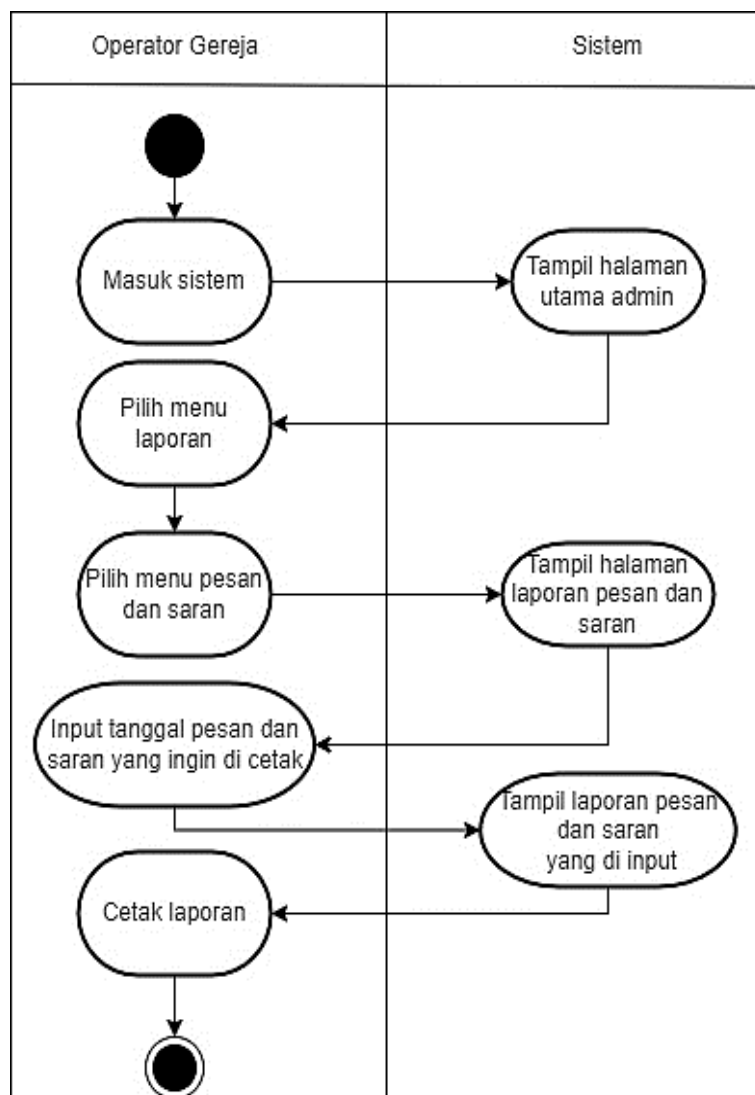 Operator Gereja
Sistem
Masuk sistem
Tampil halaman
utama admin
Pilih menu
laporan
Pilih menu pesan
dan saran
Tampil halaman
laporan pesan dan
saran
Input tanggal pesan dan
saran yang ingin di cetak
Tampil laporan pesan
dan saran
yang di input
Cetak laporan